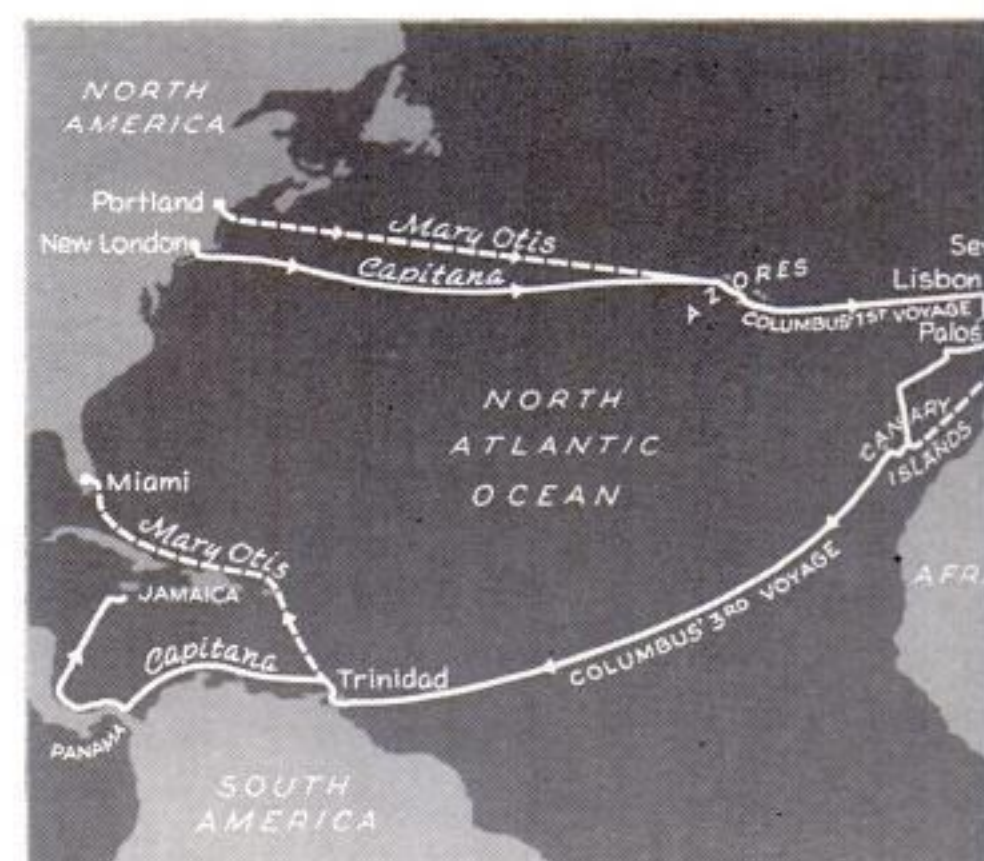 NORTH
AMERICA
Portland
Mary Otis
New London
Capitana
AZORES
Lisbon
COLUMBUS' 1ST VOYAGE
Palos
NORTH
ATLANTIC
OCEAN
CANARY
ISLANDS
Miami
Mary Otis
JAMAICA
COLUMBUS' 3RD VOYAGE
Capitana
Trinidad
PANAMA
SOUTH
AMERICA